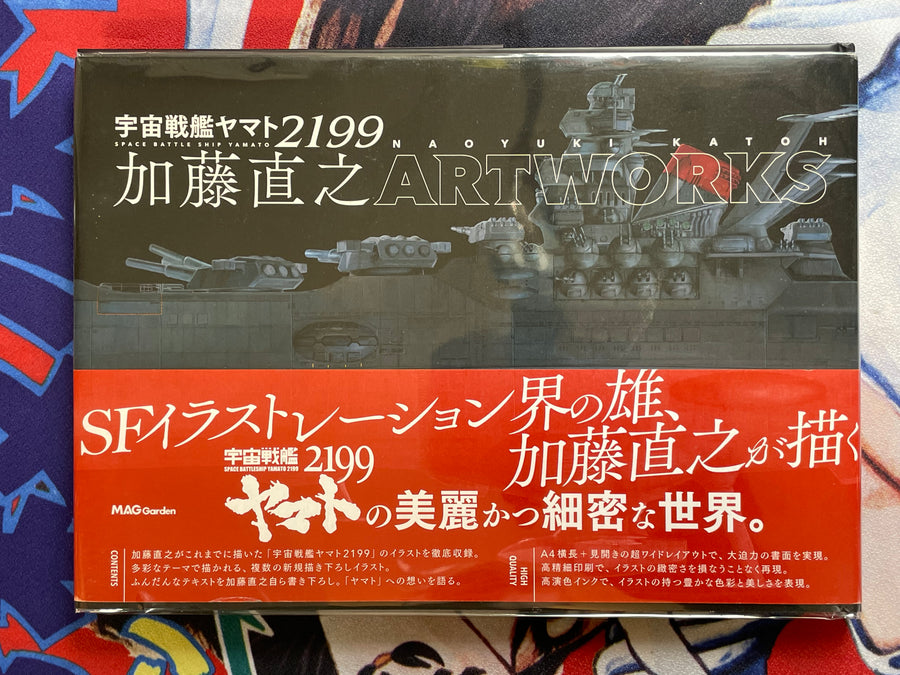 宇宙戦艦ヤマト2199
SPACE BATTLE SHIP YAMATO
加藤直之
NAOYUKI KATOH
ARTWORKS
SFイラストレーション界の雄、
加藤直之が描く
宇宙戦艦
SPACE BATTLESHIP YAMATO 2199
2199
ヤマトの美麗かつ細密な世界。
MAG Garden
CONTENTS
加藤直之がこれまでに描いた「宇宙戦艦ヤマト2199」のイラストを徹底収録。
多彩なテーマで描かれる、複数の新規描き下ろしイラスト。
ふんだんなテキストを加藤直之自ら書き下ろし。「ヤマト」への想いを語る。
HIGH
QUALITY
A4横長+見開きの超ワイドレイアウトで、大迫力の書面を実現。
高精細印刷で、イラストの緻密さを損なうことなく再現。
高演色インクで、イラストの持つ豊かな色彩と美しさを表現。